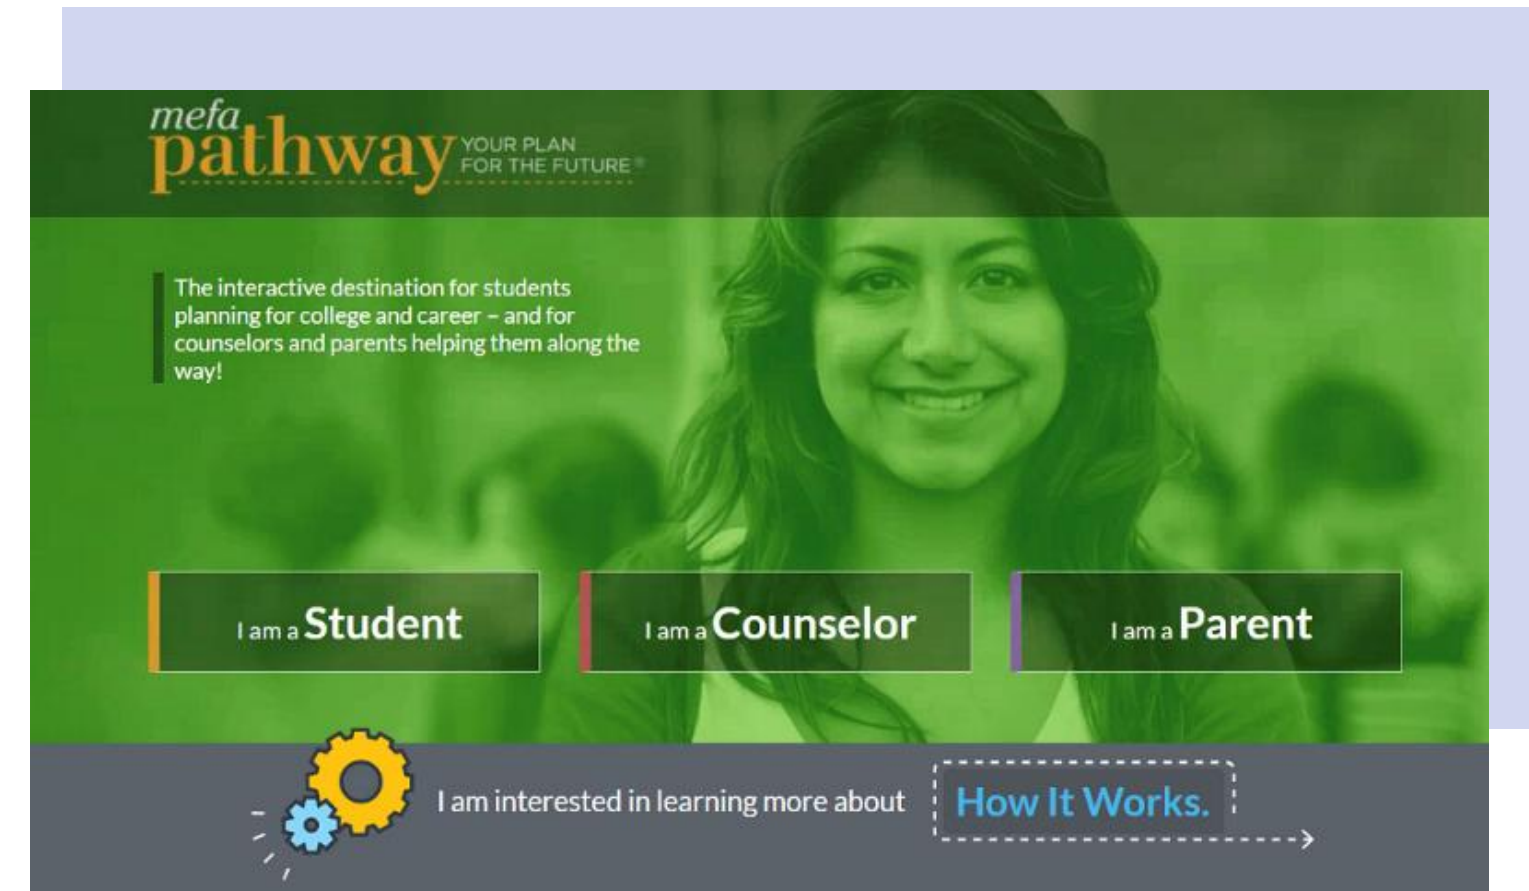 mefa
pathway
YOUR PLAN
FOR THE FUTURE®
The interactive destination for students
planning for college and career – and for
counselors and parents helping them along the
way!
I am a Student
I am a Counselor
I am a Parent
I am interested in learning more about How It Works.